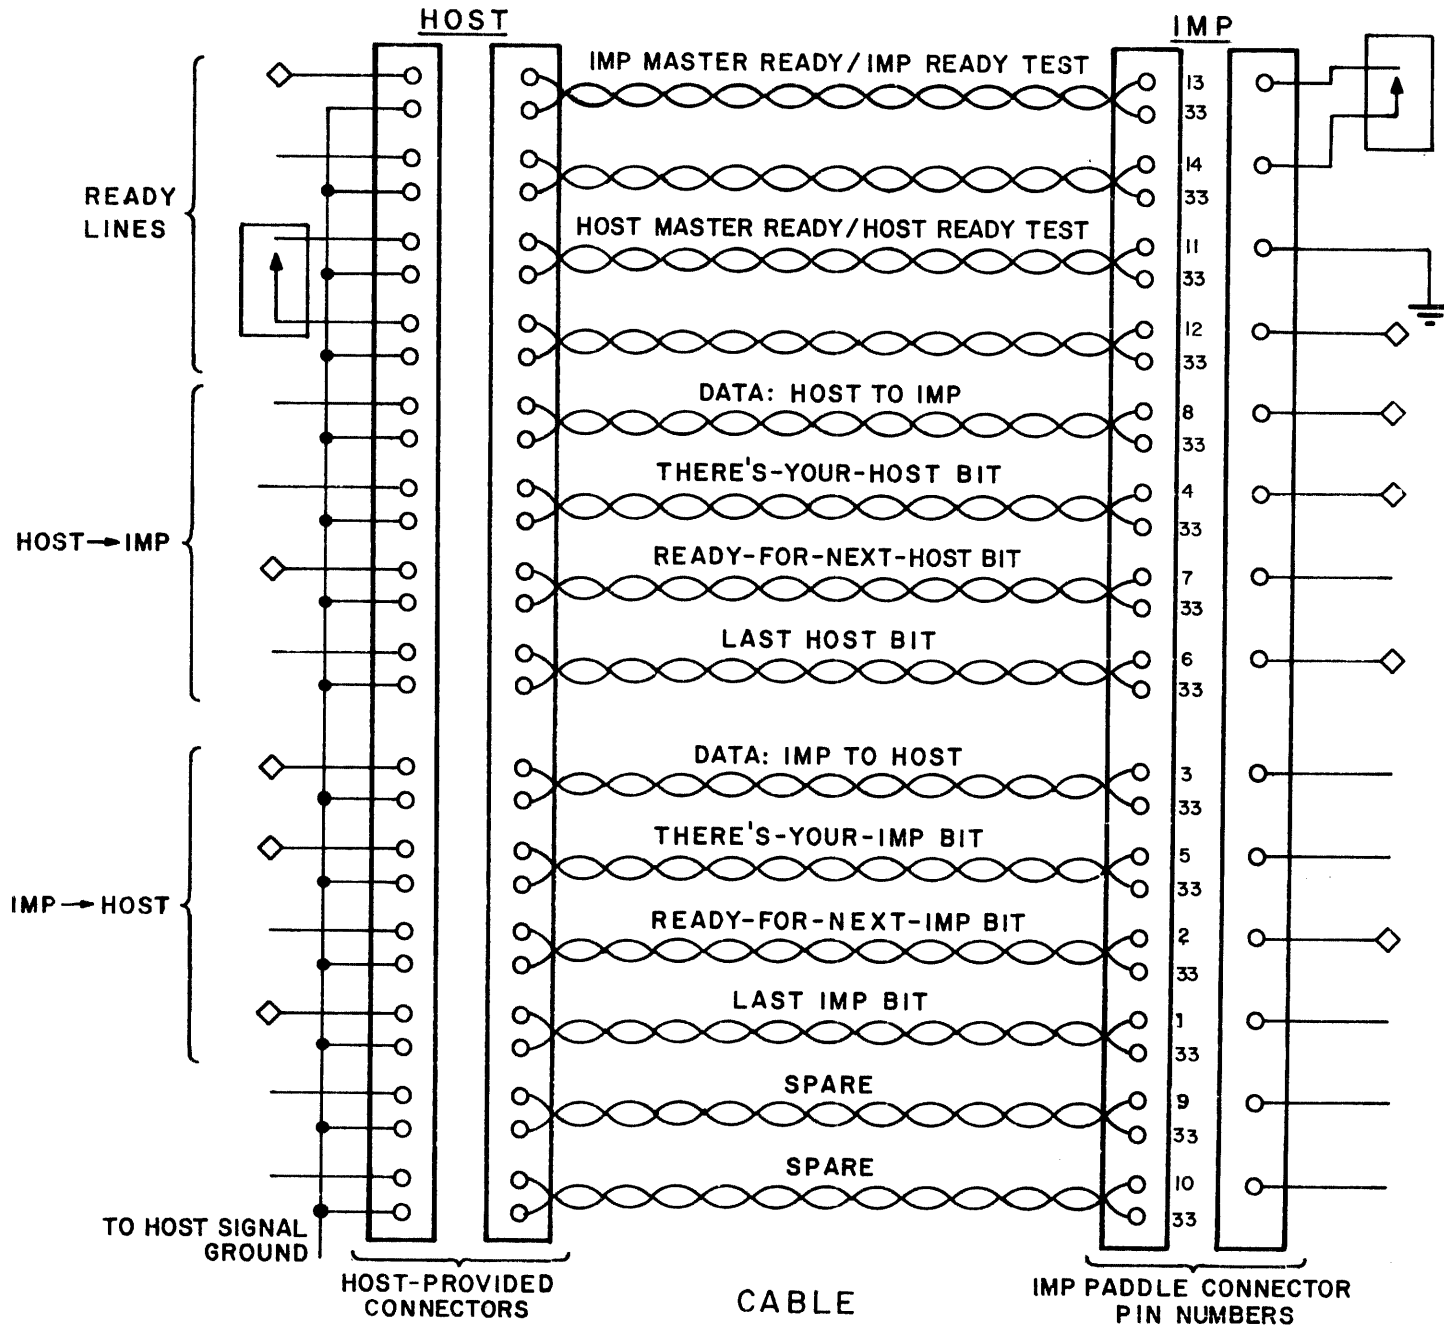 HOST
IMP
IMP MASTER READY/IMP READY TEST
13
33
14
33
READY
LINES
HOST MASTER READY/HOST READY TEST
11
33
12
33
DATA: HOST TO IMP
8
33
THERE'S-YOUR-HOST BIT
4
33
HOST→IMP
READY-FOR-NEXT-HOST BIT
7
33
LAST HOST BIT
6
33
DATA: IMP TO HOST
3
33
THERE'S-YOUR-IMP BIT
5
33
IMP→HOST
READY-FOR-NEXT-IMP BIT
2
33
LAST IMP BIT
1
33
SPARE
9
33
SPARE
10
33
TO HOST SIGNAL
GROUND
HOST-PROVIDED
CONNECTORS
CABLE
IMP PADDLE CONNECTOR
PIN NUMBERS